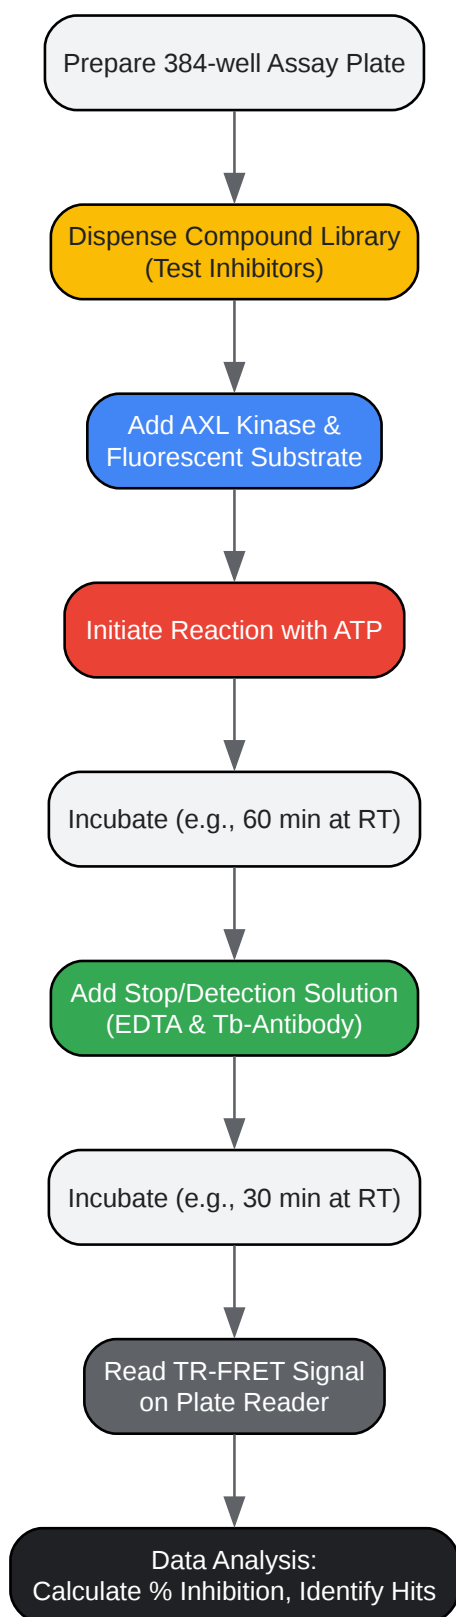 Prepare 384-well Assay Plate
Dispense Compound Library
(Test Inhibitors)
Add AXL Kinase &
Fluorescent Substrate
Initiate Reaction with ATP
Incubate (e.g., 60 min at RT)
Add Stop/Detection Solution
(EDTA & Tb-Antibody)
Incubate (e.g., 30 min at RT)
Read TR-FRET Signal
on Plate Reader
Data Analysis:
Calculate % Inhibition, Identify Hits